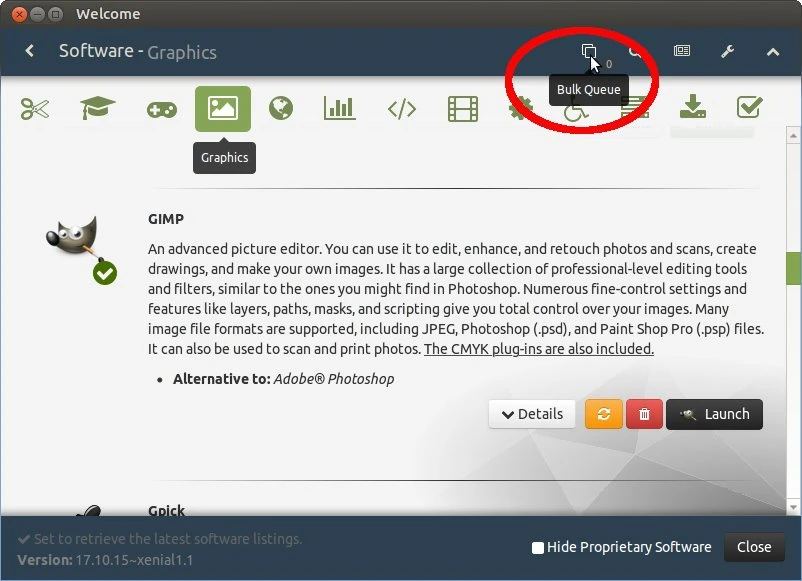 Welcome
Software - Graphics
0
Bulk Queue
Graphics
GIMP
An advanced picture editor. You can use it to edit, enhance, and retouch photos and scans, create
drawings, and make your own images. It has a large collection of professional-level editing tools
and filters, similar to the ones you might find in Photoshop. Numerous fine-control settings and
features like layers, paths, masks, and scripting give you total control over your images. Many
image file formats are supported, including JPEG, Photoshop (.psd), and Paint Shop Pro (.psp) files.
It can also be used to scan and print photos. The CMYK plug-ins are also included.
• Alternative to: Adobe® Photoshop
Details
Launch
Gpick
Set to retrieve the latest software listings.
Version: 17.10.15~xenial1.1
Hide Proprietary Software
Close